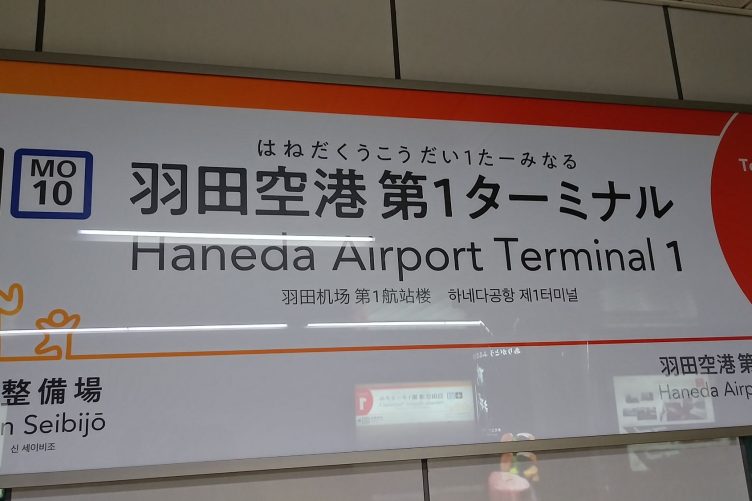 はねだくうこうだい1たーみなる
MO
10
羽田空港 第1ターミナル
Haneda Airport Terminal 1
羽田机场 第1航站楼 하네다공항 제1터미널
整備場
n Seibijō
신 세이비조
羽田空港 第
Haneda Airp